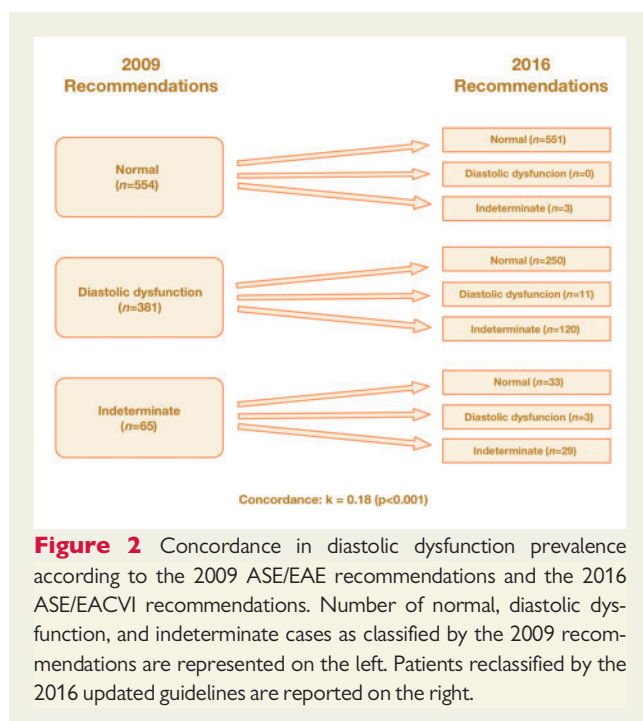 2009
Recommendations
2016
Recommendations
Normal
(n=554)
Normal (n=551)
Diastolic dysfuncion (n=0)
Indeterminate (n=3)
Diastolic dysfunction
(n=381)
Normal (n=250)
Diastolic dysfuncion (n=11)
Indeterminate (n=120)
Indeterminate
(n=65)
Normal (n=33)
Diastolic dysfuncion (n=3)
Indeterminate (n=29)
Concordance: k = 0.18 (p<0.001)
Figure 2 Concordance in diastolic dysfunction prevalence
according to the 2009 ASE/EAE recommendations and the 2016
ASE/EACVI recommendations. Number of normal, diastolic dys-
function, and indeterminate cases as classified by the 2009 recom-
mendations are represented on the left. Patients reclassified by the
2016 updated guidelines are reported on the right.